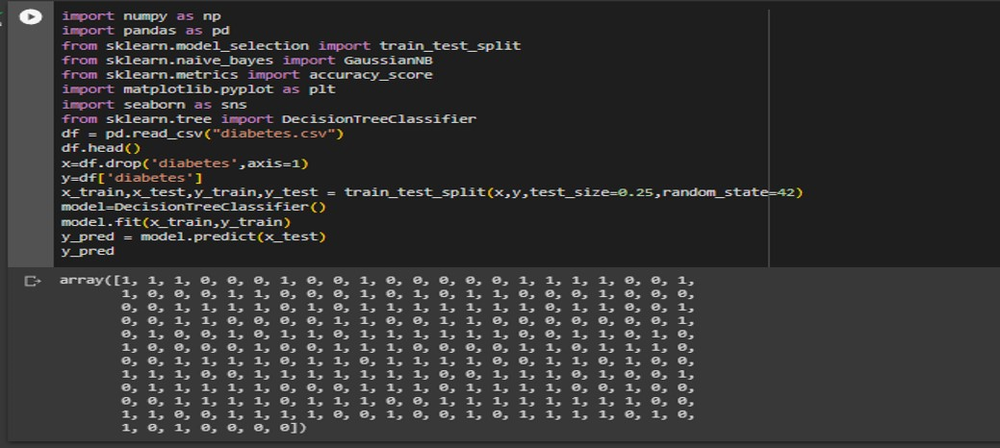 import numpy as np
import pandas as pd
from sklearn.model_selection import train_test_split
from sklearn.naive_bayes import GaussianNB
from sklearn.metrics import accuracy_score
import matplotlib.pyplot as plt
import seaborn as sns
from sklearn.tree import DecisionTreeClassifier
df = pd.read_csv("diabetes.csv")
df.head()
x=df.drop('diabetes',axis=1)
y=df['diabetes']
x_train,x_test,y_train,y_test = train_test_split(x,y,test_size=0.25,random_state=42)
model=DecisionTreeClassifier()
model.fit(x_train,y_train)
y_pred = model.predict(x_test)
y_pred
array([1, 1, 1, 0, 0, 0, 1, 0, 0, 1, 0, 0, 0, 0, 0, 1, 1, 1, 1, 0, 0, 1,
1, 0, 0, 0, 1, 1, 0, 0, 0, 1, 0, 1, 0, 1, 1, 0, 0, 0, 1, 0, 0, 0,
0, 0, 1, 1, 1, 0, 1, 1, 1, 1, 1, 1, 0, 1, 0, 1, 1, 0, 1, 0, 0, 1,
0, 0, 1, 1, 0, 0, 0, 0, 1, 1, 0, 0, 1, 1, 0, 0, 0, 0, 0, 0, 0, 1,
0, 1, 0, 0, 1, 0, 1, 1, 0, 1, 1, 1, 1, 1, 1, 0, 1, 0, 1, 0, 1, 0,
1, 0, 0, 0, 0, 1, 0, 0, 1, 1, 1, 0, 0, 0, 0, 1, 1, 0, 1, 1, 1, 0,
0, 0, 1, 1, 1, 1, 0, 1, 0, 1, 1, 1, 1, 0, 0, 1, 0, 1, 0, 1, 0, 0,
1, 1, 1, 0, 0, 1, 1, 1, 1, 1, 1, 1, 0, 0, 1, 1, 1, 0, 1, 0, 0, 1,
0, 1, 1, 1, 1, 1, 0, 0, 0, 1, 1, 1, 1, 1, 1, 1, 0, 0, 1, 0, 0, 0,
0, 0, 1, 1, 1, 1, 0, 1, 1, 1, 0, 0, 1, 1, 1, 1, 1, 1, 1, 1, 0, 0,
1, 1, 0, 0, 1, 1, 1, 1, 0, 0, 1, 0, 0, 1, 0, 1, 1, 1, 1, 0, 1, 0,
1, 0, 1, 0, 0, 0, 0])